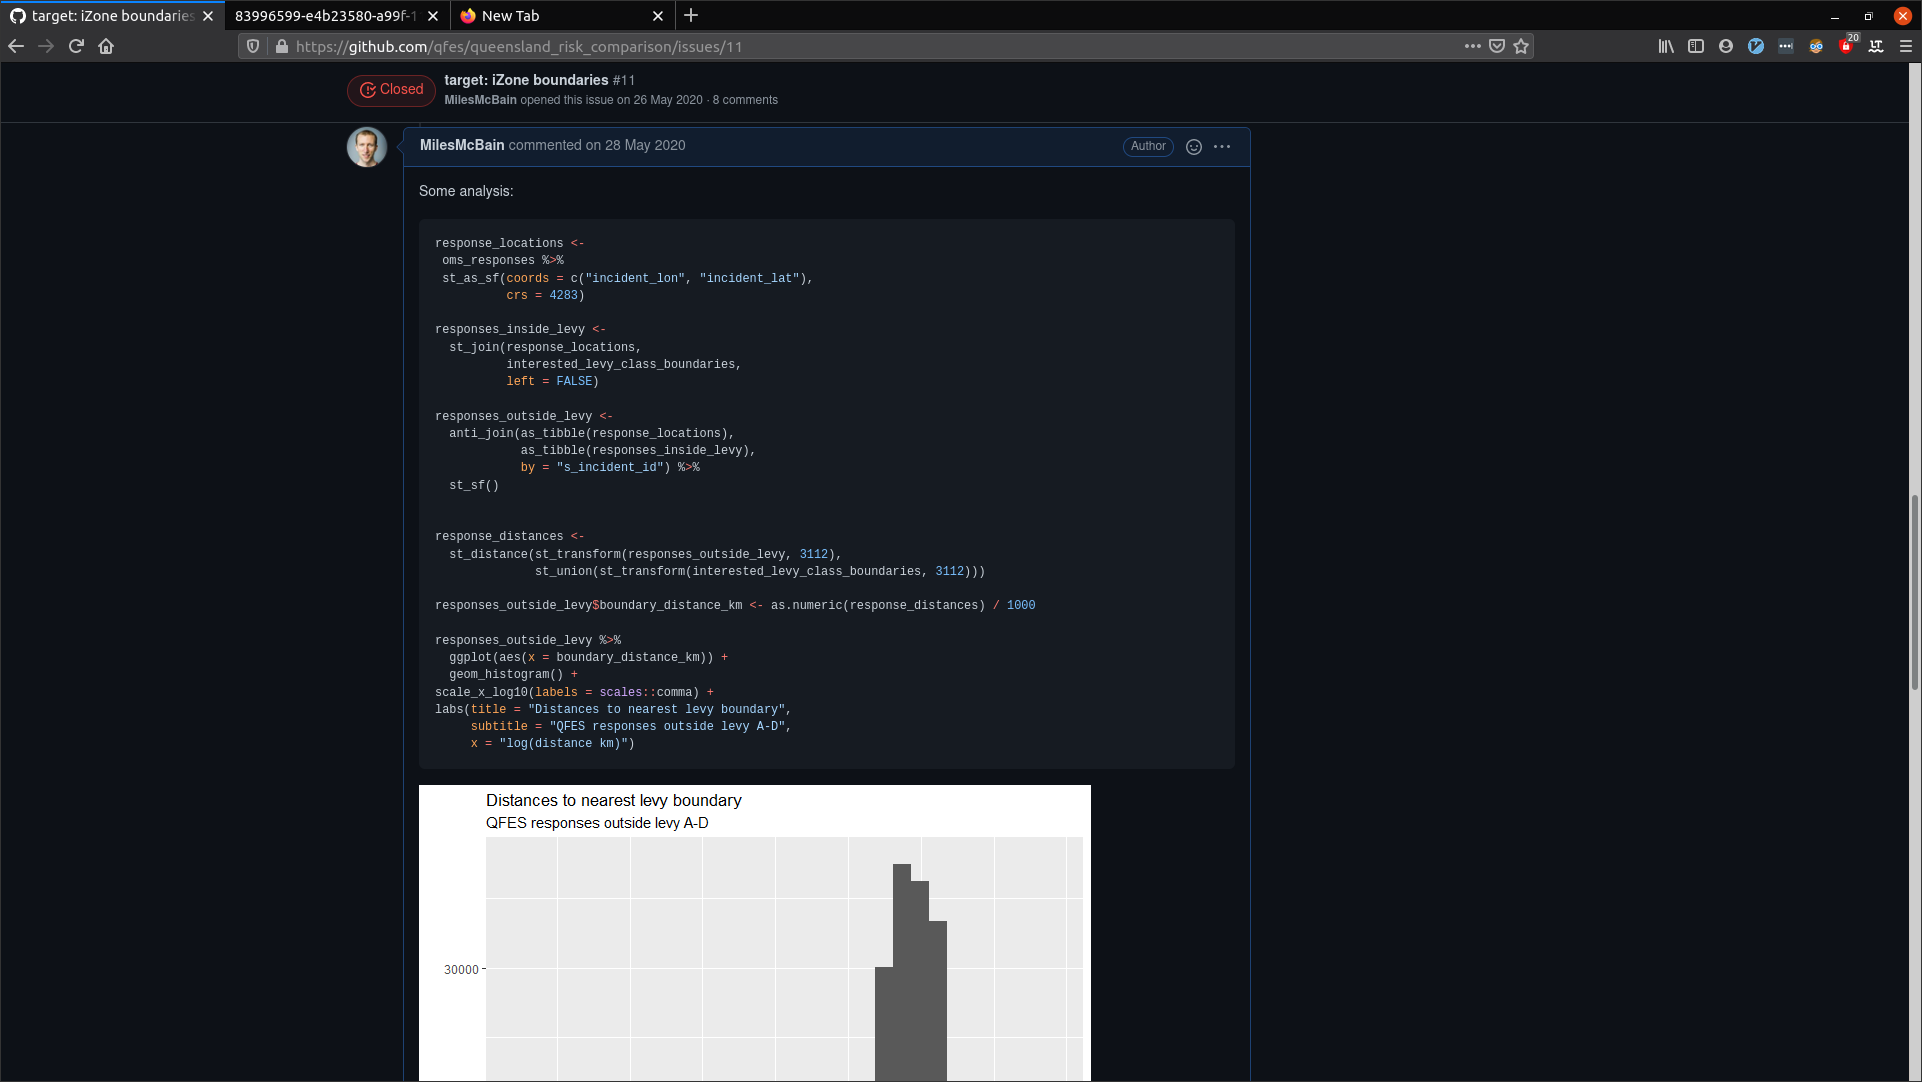 target: iZone boundaries
83996599-e4b23580-a99f-1
New Tab
https://github.com/qfes/queensland_risk_comparison/issues/11
20
Closed
target: iZone boundaries #11
MilesMcBain opened this issue on 26 May 2020 · 8 comments
MilesMcBain commented on 28 May 2020
Author
Some analysis:
response_locations <-
 oms_responses %>%
 st_as_sf(coords = c("incident_lon", "incident_lat"),
          crs = 4283)
responses_inside_levy <-
  st_join(response_locations,
          interested_levy_class_boundaries,
          left = FALSE)
responses_outside_levy <-
  anti_join(as_tibble(response_locations),
            as_tibble(responses_inside_levy),
            by = "s_incident_id") %>%
  st_sf()
response_distances <-
  st_distance(st_transform(responses_outside_levy, 3112),
              st_union(st_transform(interested_levy_class_boundaries, 3112)))
responses_outside_levy$boundary_distance_km <- as.numeric(response_distances) / 1000
responses_outside_levy %>%
  ggplot(aes(x = boundary_distance_km)) +
  geom_histogram() +
scale_x_log10(labels = scales::comma) +
labs(title = "Distances to nearest levy boundary",
     subtitle = "QFES responses outside levy A-D",
     x = "log(distance km)")
Distances to nearest levy boundary
QFES responses outside levy A-D
30000